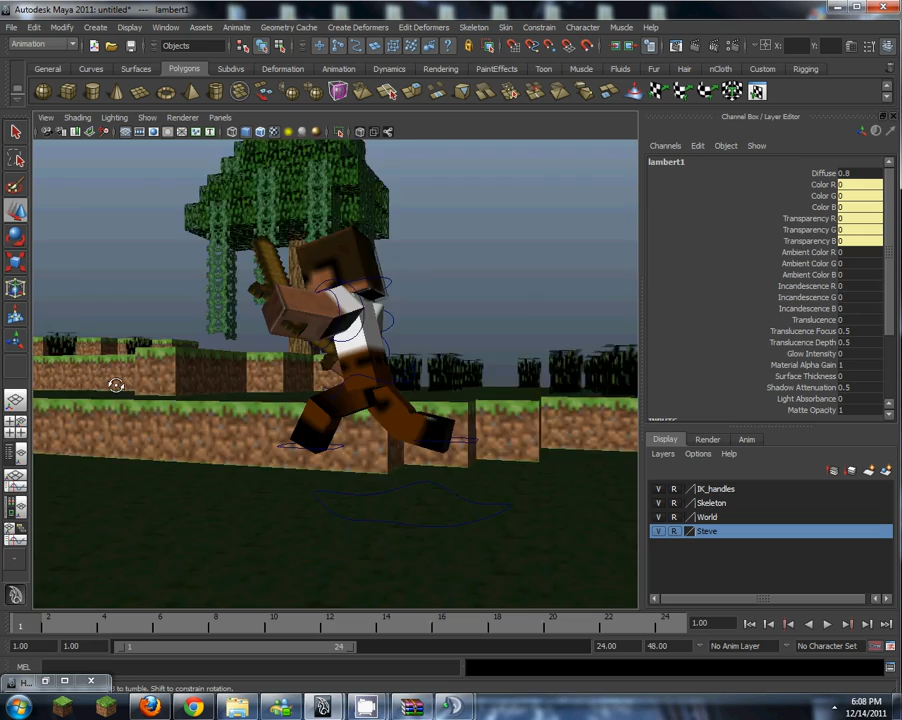 Autodesk Maya 2011: untitled* --- lambert1
File Edit Modify Create Display Window Assets Animate Geometry Cache Create Deformers Edit Deformers Skeleton Skin Constrain Character Muscle Help
Animation Objects X: Y:
General Curves Surfaces Polygons Subdivs Deformation Animation Dynamics Rendering PaintEffects Toon Muscle Fluids Fur Hair nCloth Custom Rigging
View Shading Lighting Show Renderer Panels
Channel Box / Layer Editor
Channels Edit Object Show
lambert1
Diffuse 0.8
Color R 0
Color G 0
Color B 0
Transparency R 0
Transparency G 0
Transparency B 0
Ambient Color R 0
Ambient Color G 0
Ambient Color B 0
Incandescence R 0
Incandescence G 0
Incandescence B 0
Translucence 0
Translucence Focus 0.5
Translucence Depth 0.5
Glow Intensity 0
Material Alpha Gain 1
Surface Thickness 0
Shadow Attenuation 0.5
Light Absorbance 0
Matte Opacity 1
Display Render Anim
Layers Options Help
V R IK_handles
V R Skeleton
V R World
V R Steve
1 2 4 6 8 10 12 14 16 18 20 22 24 1.00
1.00 1.00 1 24 24.00 48.00 No Anim Layer No Character Set
MEL
H...
to tumble. Shift to constrain rotation.
6:08 PM
12/14/2011